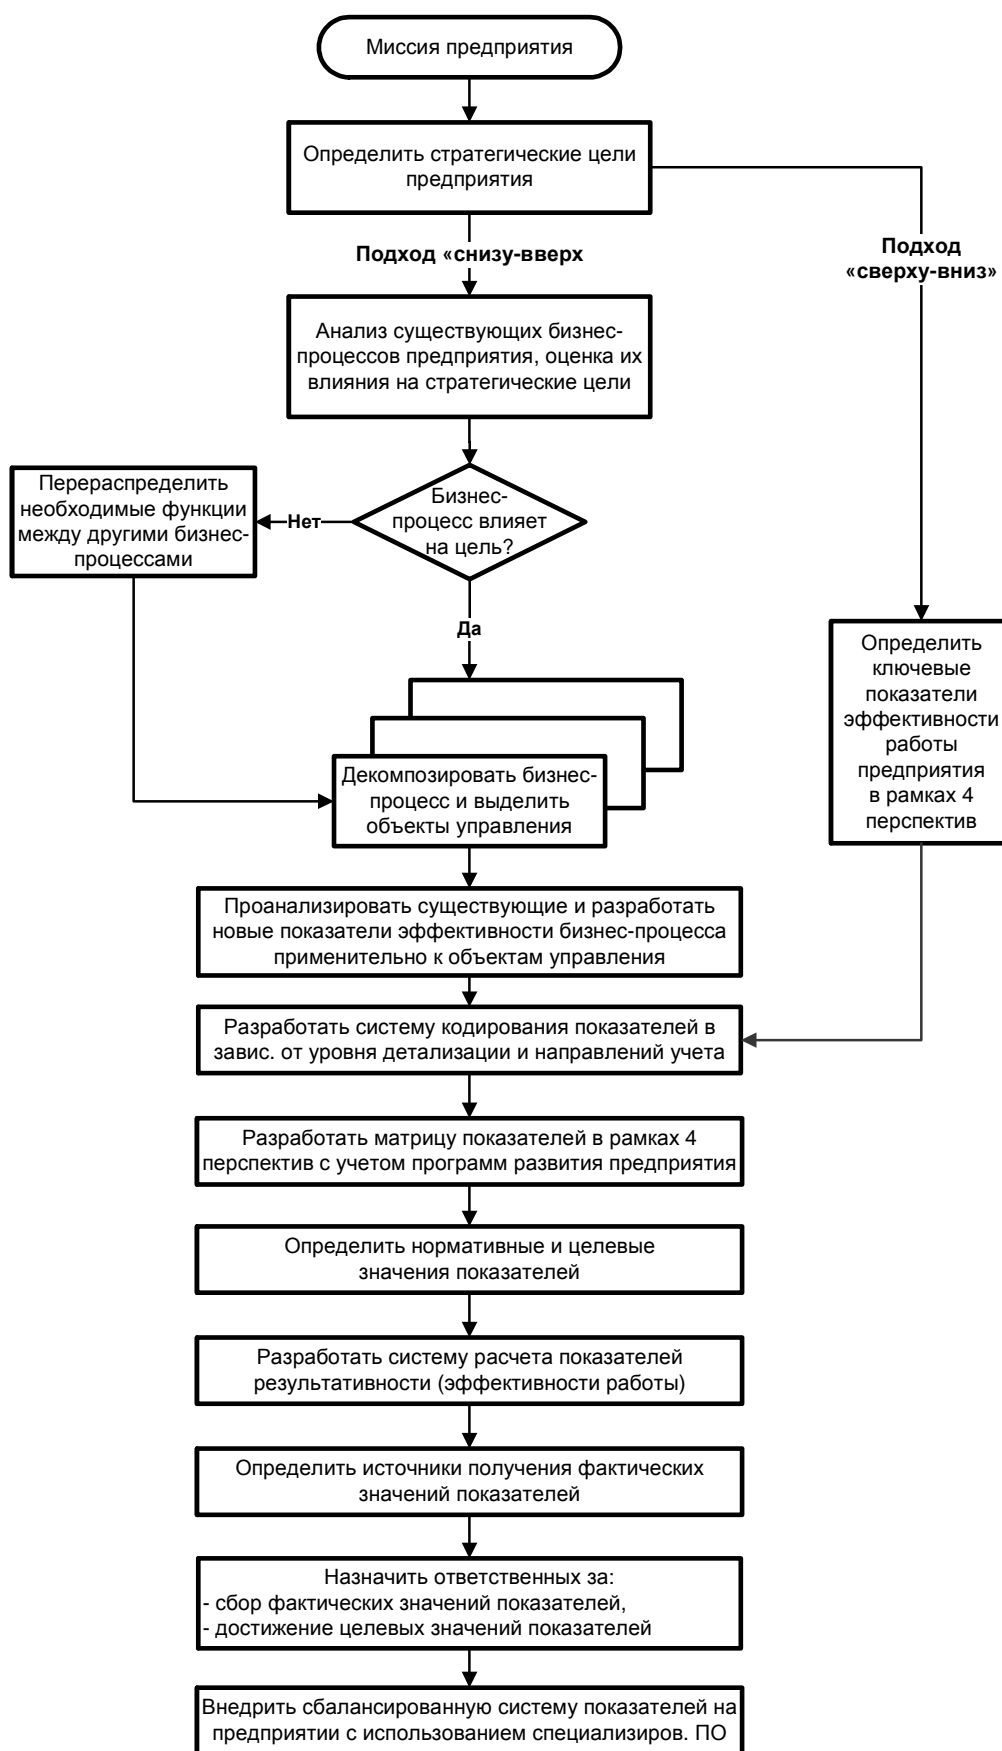 Миссия предприятия
Определить стратегические цели
предприятия
Подход «снизу-вверх
Подход
«сверху-вниз»
Анализ существующих бизнес-
процессов предприятия, оценка их
влияния на стратегические цели
Перераспределить
необходимые функции
между другими бизнес-
процессами
Нет
Бизнес-
процесс влияет
на цель?
Да
Определить
ключевые
показатели
эффективности
работы
предприятия
в рамках 4
перспектив
Декомпозировать бизнес-
процесс и выделить
объекты управления
Проанализировать существующие и разработать
новые показатели эффективности бизнес-процесса
применительно к объектам управления
Разработать систему кодирования показателей в
завис. от уровня детализации и направлений учета
Разработать матрицу показателей в рамках 4
перспектив с учетом программ развития предприятия
Определить нормативные и целевые
значения показателей
Разработать систему расчета показателей
результативности (эффективности работы)
Определить источники получения фактических
значений показателей
Назначить ответственных за:
- сбор фактических значений показателей,
- достижение целевых значений показателей
Внедрить сбалансированную систему показателей на
предприятии с использованием специализиров. ПО